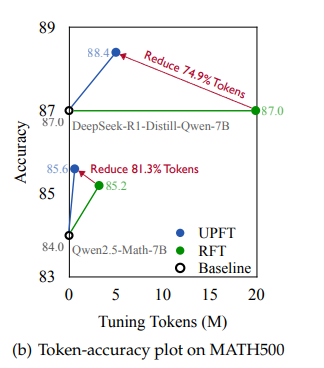 89
88.4
Reduce 74.9% Tokens
87
87.0
87.0
DeepSeek-R1-Distill-Qwen-7B
Accuracy
85.6
Reduce 81.3% Tokens
85
85.2
84.0
UPFT
Qwen2.5-Math-7B
RFT
Baseline
83
0 5 10 15 20
Tuning Tokens (M)
(b) Token-accuracy plot on MATH500